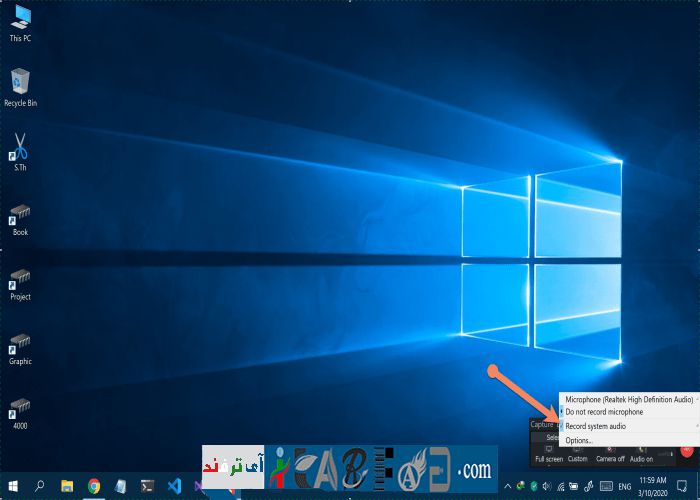 This PC
Recycle Bin
S.Th
Book
Project
Graphic
4000
Microphone (Realtek High Definition Audio)
Do not record microphone
Record system audio
Options...
Capture
Full screen
Custom
Camera off
Audio on
آی ترفند
.com
ENG
11:59 AM
3/10/2020